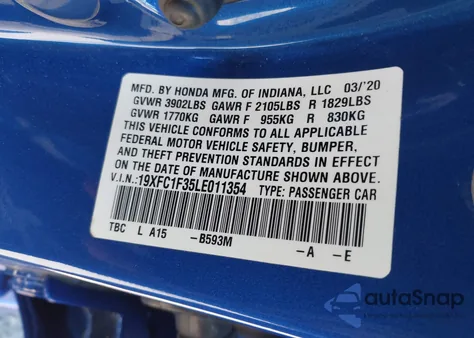 MFD. BY HONDA MFG. OF INDIANA, LLC 03/'20
GVWR 3902LBS GAWR F 2105LBS R 1829LBS
GVWR 1770KG GAWR F 955KG R 830KG
THIS VEHICLE CONFORMS TO ALL APPLICABLE
FEDERAL MOTOR VEHICLE SAFETY, BUMPER,
AND THEFT PREVENTION STANDARDS IN EFFECT
ON THE DATE OF MANUFACTURE SHOWN ABOVE.
V.I.N.:19XFC1F35LE011354 TYPE: PASSENGER CAR
TBC L A15 -B593M -A -E
autoSnap